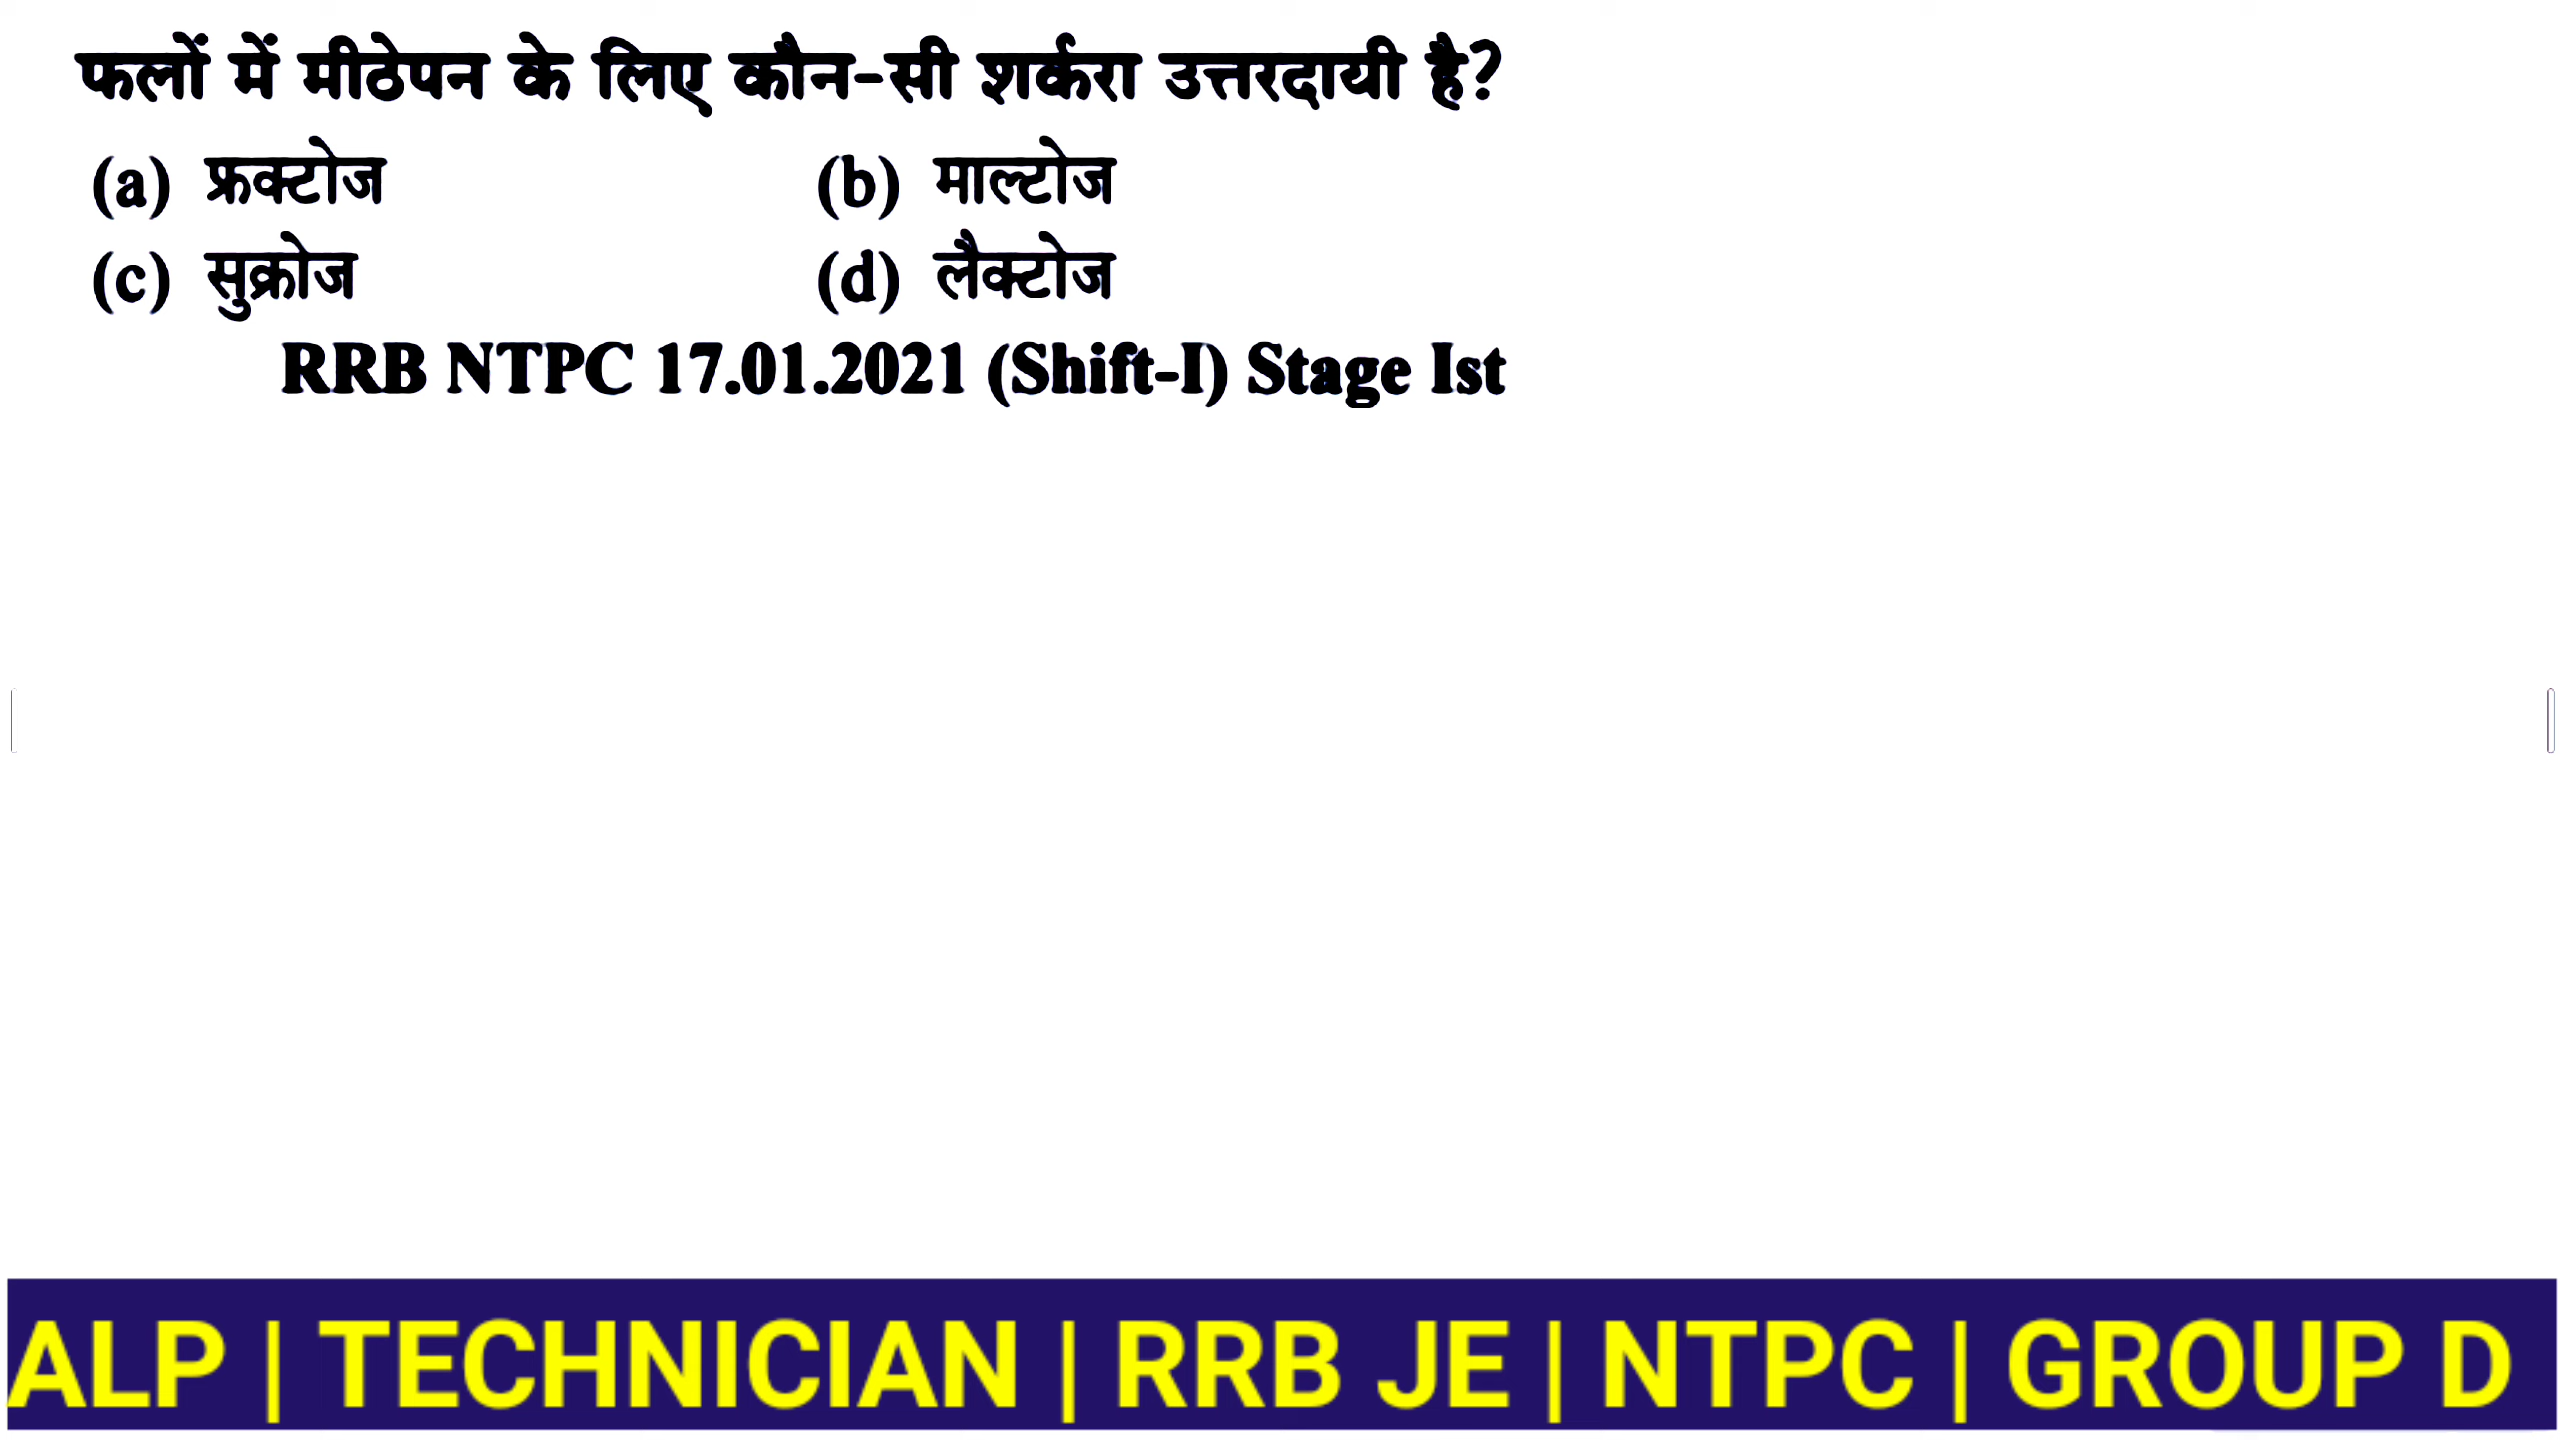 फलों में मीठेपन के लिए कौन-सी शर्करा उत्तरदायी है?
(a) फ्रक्टोज (b) माल्टोज
(c) सुक्रोज (d) लैक्टोज
RRB NTPC 17.01.2021 (Shift-I) Stage Ist
ALP | TECHNICIAN | RRB JE | NTPC | GROUP D